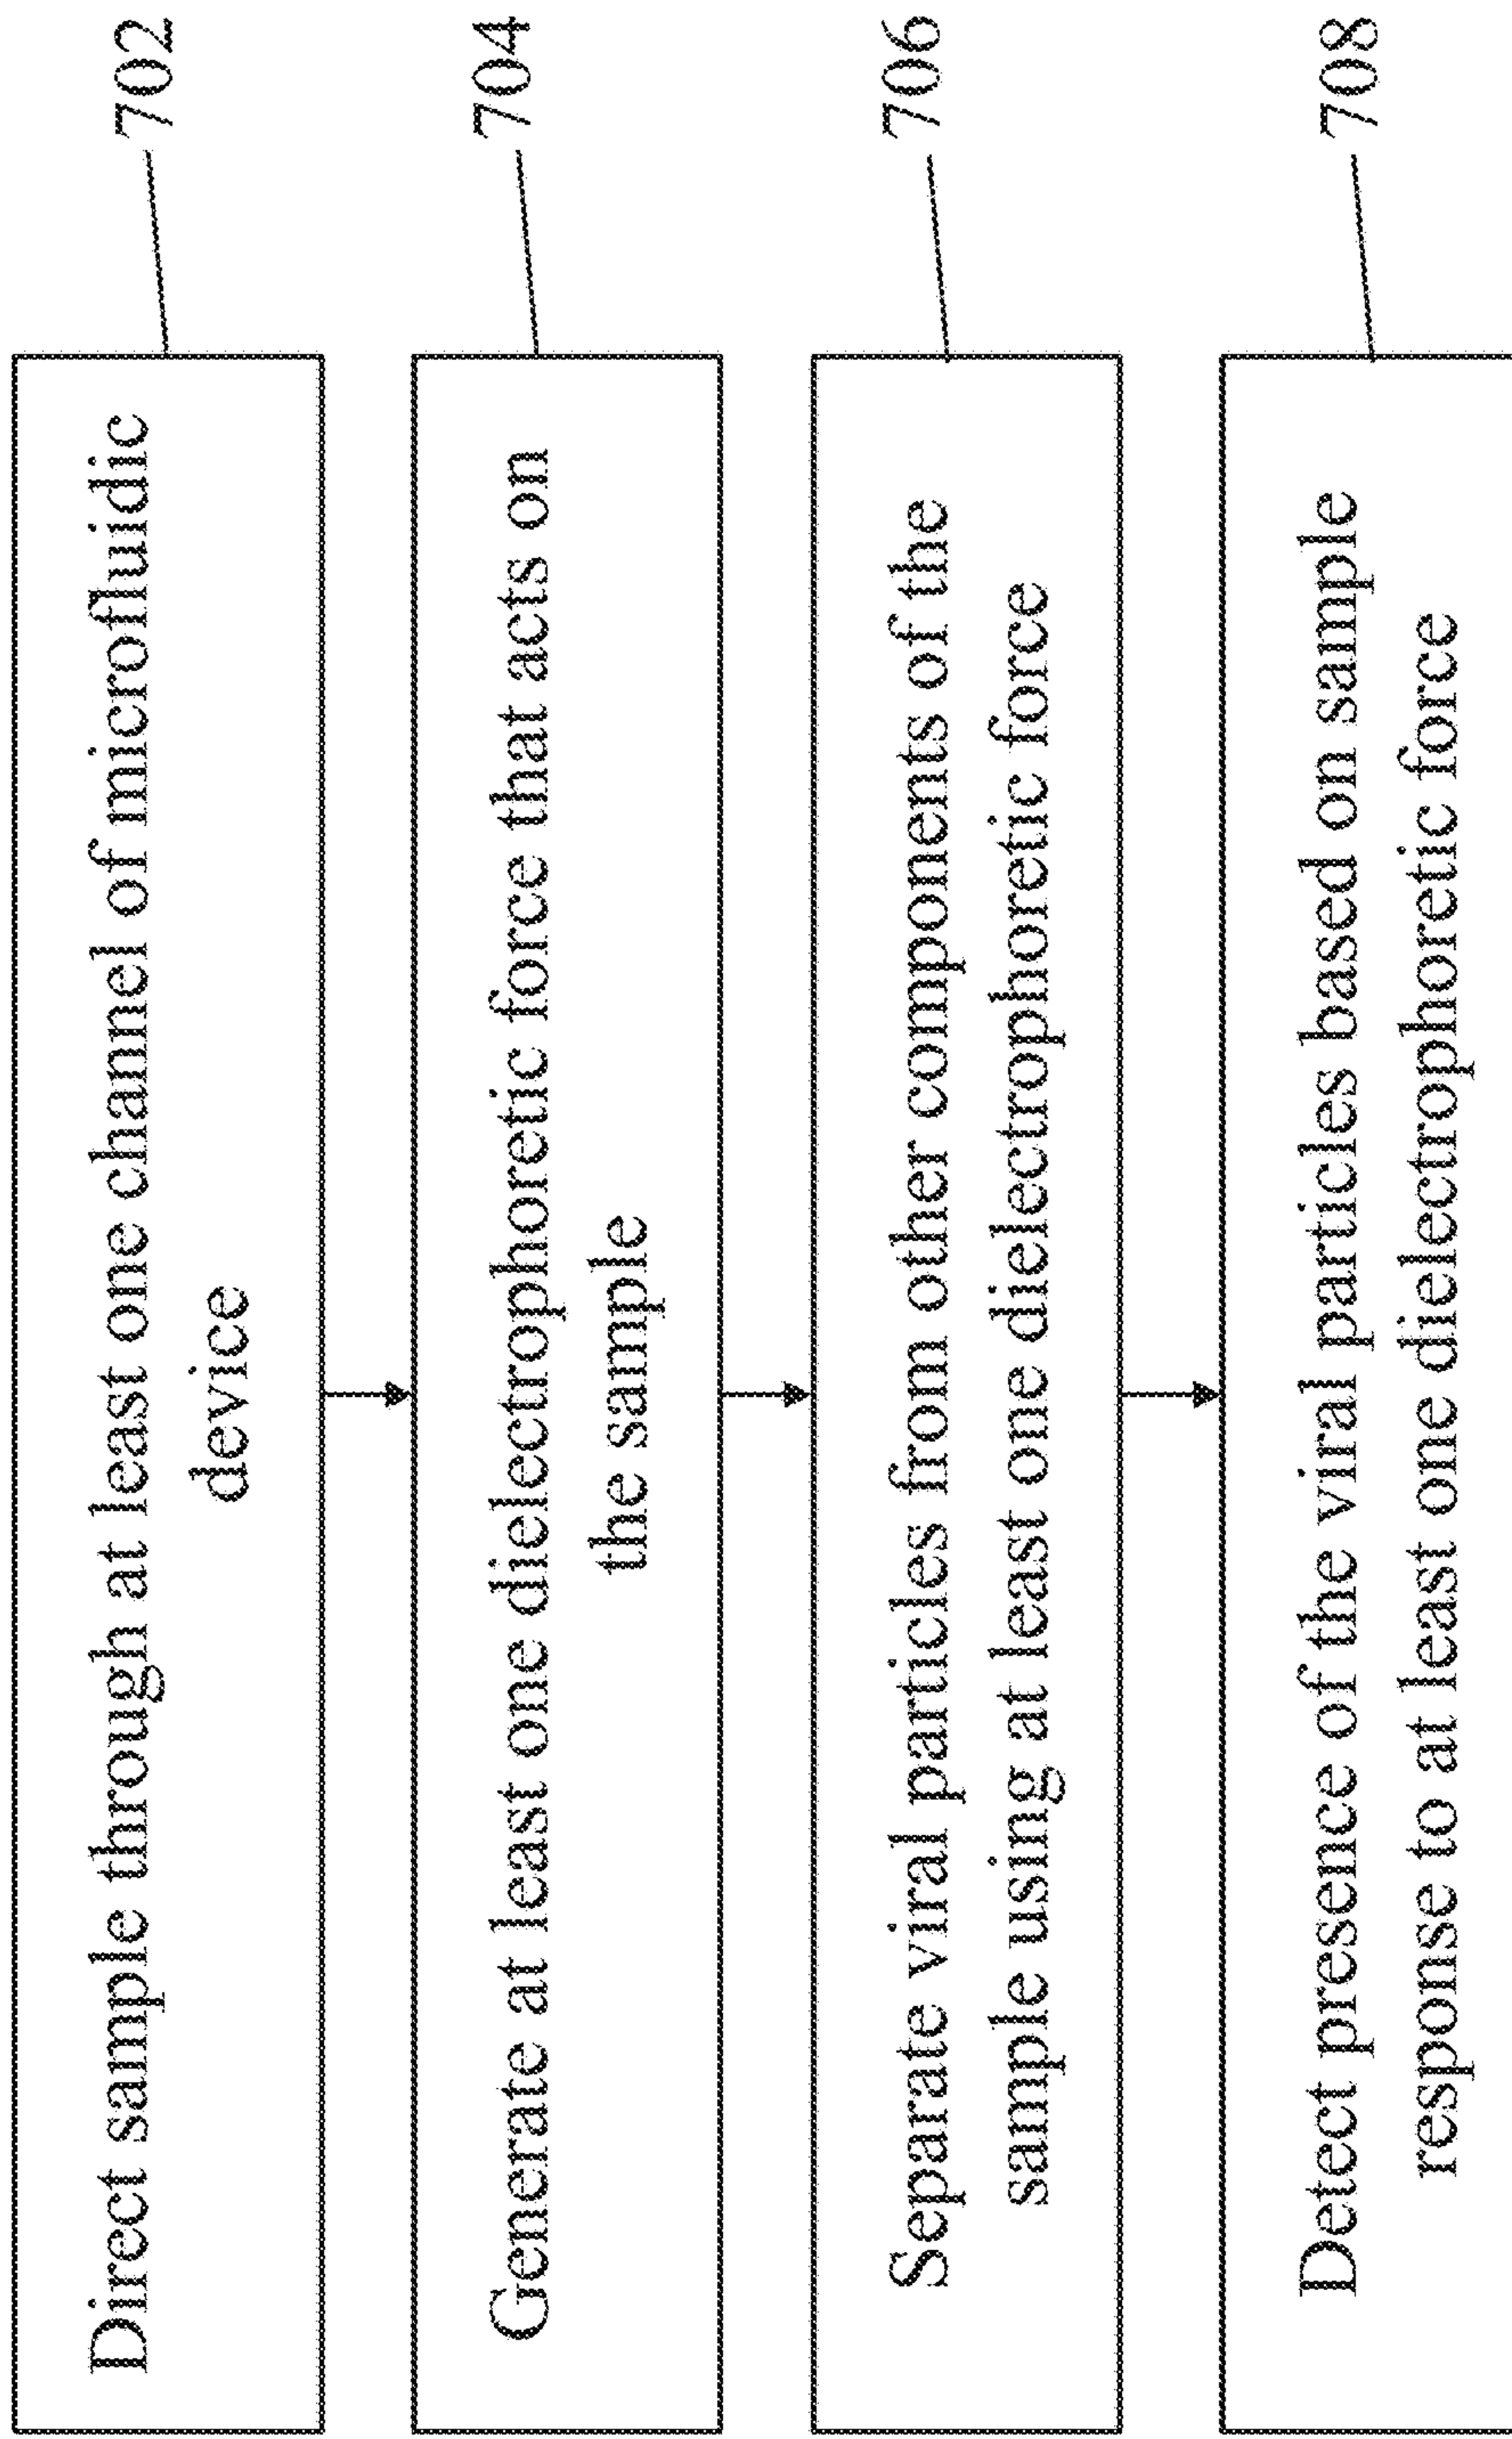 Direct sample through at least one channel of microfluidic
device
702
Generate at least one dielectrophoretic force that acts on
the sample
704
Separate viral particles from other components of the
sample using at least one dielectrophoretic force
706
Detect presence of the viral particles based on sample
response to at least one dielectrophoretic force
708